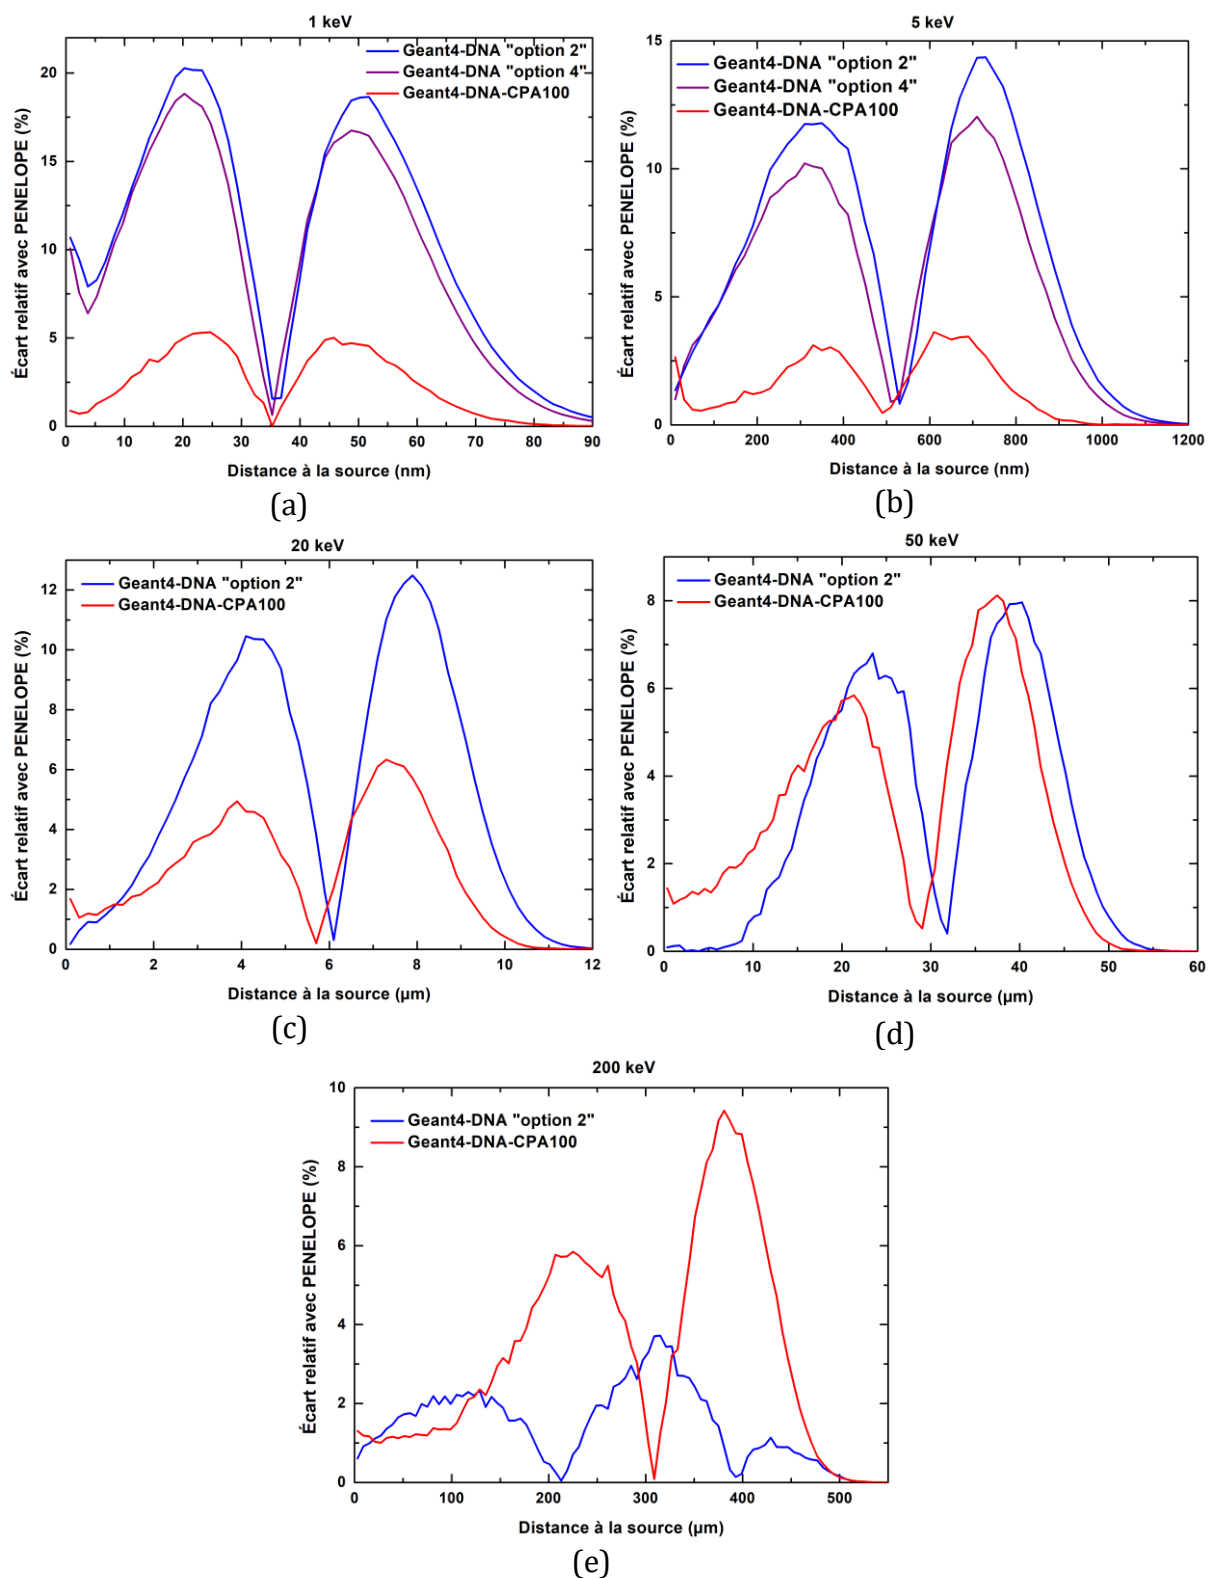 1 keV
Geant4-DNA "option 2"
Geant4-DNA "option 4"
Geant4-DNA-CPA100
Écart relatif avec PENELOPE (%)
20
15
10
5
0
0 10 20 30 40 50 60 70 80 90
Distance à la source (nm)
(a)
5 keV
Geant4-DNA "option 2"
Geant4-DNA "option 4"
Geant4-DNA-CPA100
Écart relatif avec PENELOPE (%)
15
10
5
0
0 200 400 600 800 1000 1200
Distance à la source (nm)
(b)
20 keV
Geant4-DNA "option 2"
Geant4-DNA-CPA100
Écart relatif avec PENELOPE (%)
12
10
8
6
4
2
0
0 2 4 6 8 10 12
Distance à la source (µm)
(c)
50 keV
Geant4-DNA "option 2"
Geant4-DNA-CPA100
Écart relatif avec PENELOPE (%)
8
6
4
2
0
0 10 20 30 40 50 60
Distance à la source (µm)
(d)
200 keV
Geant4-DNA "option 2"
Geant4-DNA-CPA100
Écart relatif avec PENELOPE (%)
10
8
6
4
2
0
0 100 200 300 400 500
Distance à la source (µm)
(e)